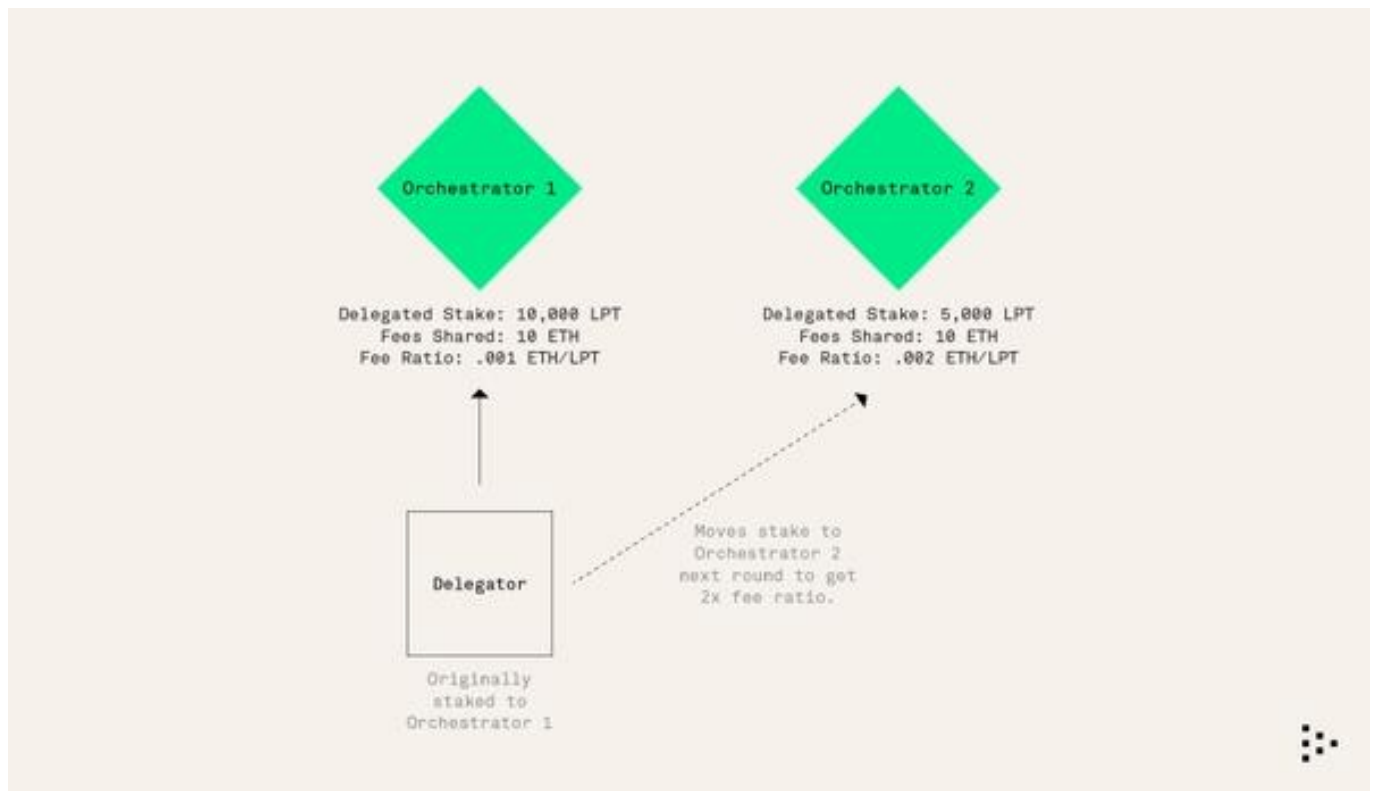 Orchestrator 1
Orchestrator 2
Delegated Stake: 10,000 LPT
Fees Shared: 10 ETH
Fee Ratio: .001 ETH/LPT
Delegated Stake: 5,000 LPT
Fees Shared: 10 ETH
Fee Ratio: .002 ETH/LPT
Moves stake to
Orchestrator 2
next round to get
2x fee ratio.
Delegator
Originally
staked to
Orchestrator 1